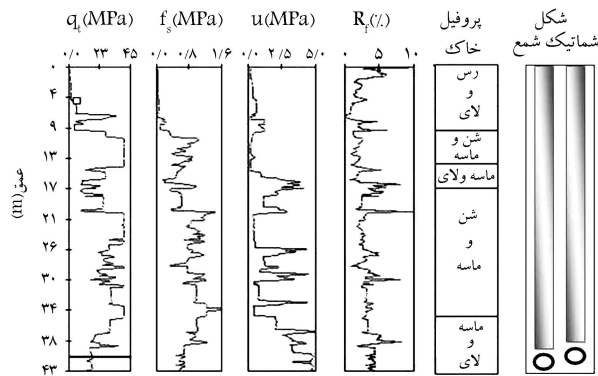 qt(MPa)
fs(MPa)
u(MPa)
Rf(٪)
پروفیل
خاک
شکل
شماتیک شمع
۰/۰ ۲۳ ۴۵
۰/۰ ۰/۸ ۱/۶
۰/۰ ۲/۵ ۵/۰
۰ ۵ ۱۰
عمق(m)
۰
۴
۹
۱۳
۱۷
۲۱
۲۶
۳۰
۳۴
۳۸
۴۳
رس
و
لای
شن و
ماسه
ماسه ولای
شن
و
ماسه
ماسه
و
لای